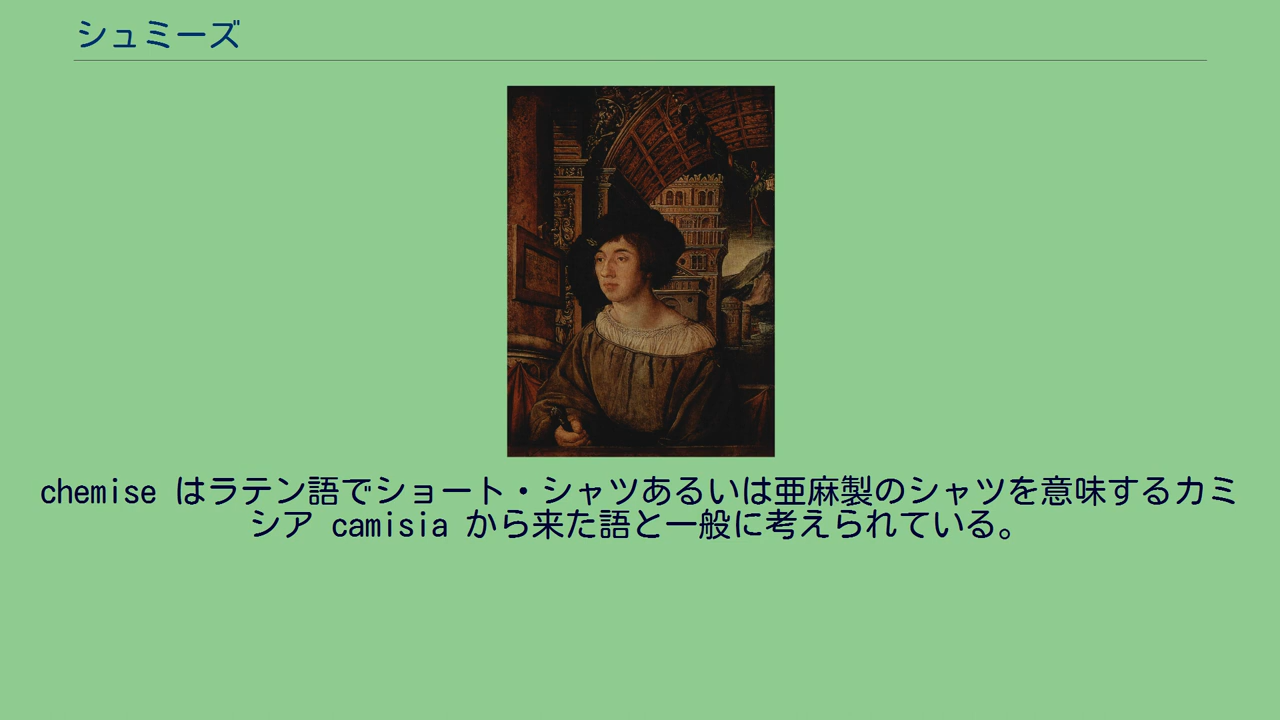 シュミーズ
chemise はラテン語でショート・シャツあるいは亜麻製のシャツを意味するカミ
シア camisia から来た語と一般に考えられている。